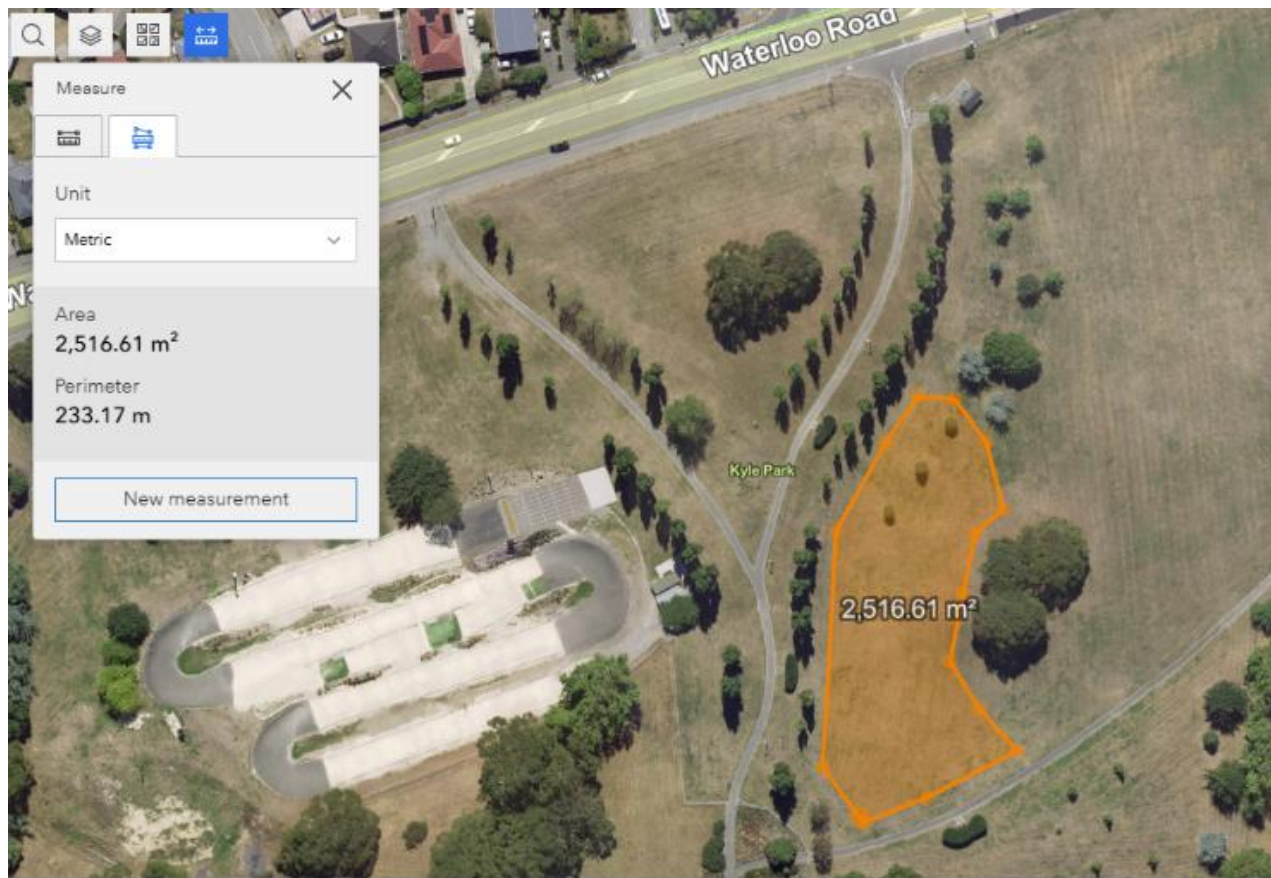 Measure
Unit
Metric
Area
2,516.61 m²
Perimeter
233.17 m
New measurement
Waterloo Road
Kyle Park
2,516.61 m²